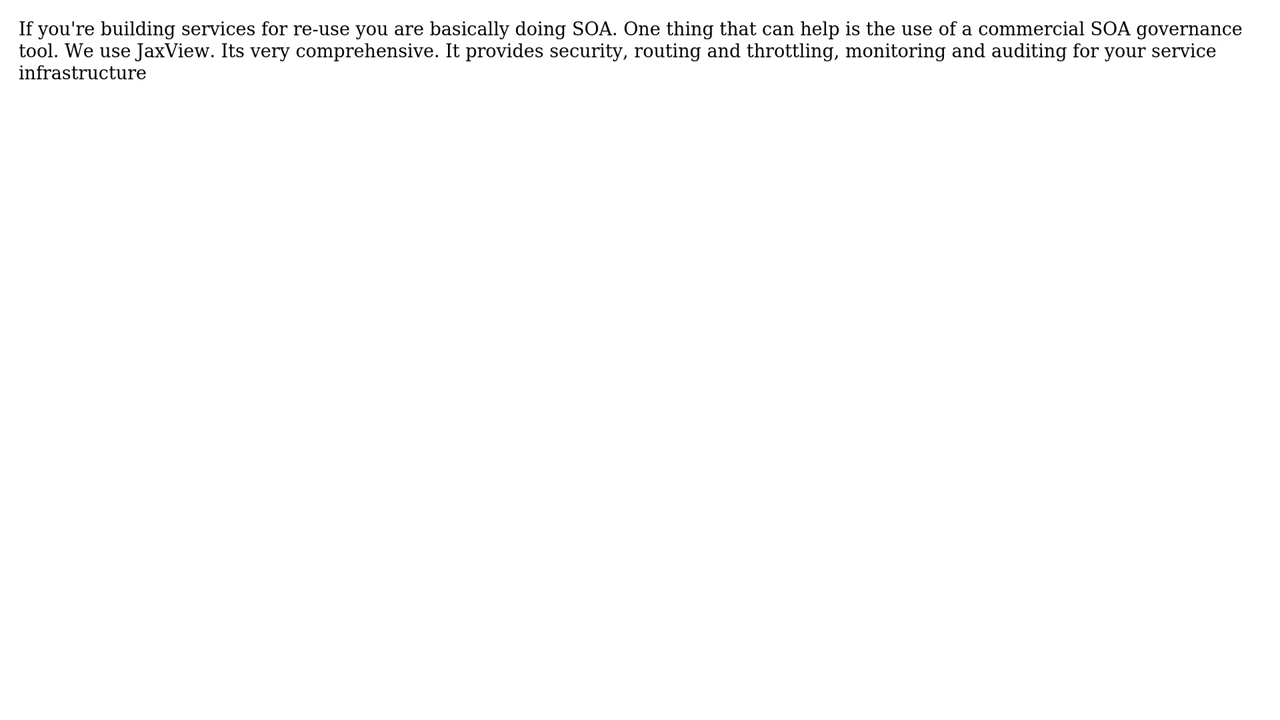 If you're building services for re-use you are basically doing SOA. One thing that can help is the use of a commercial SOA governance
tool. We use JaxView. Its very comprehensive. It provides security, routing and throttling, monitoring and auditing for your service
infrastructure